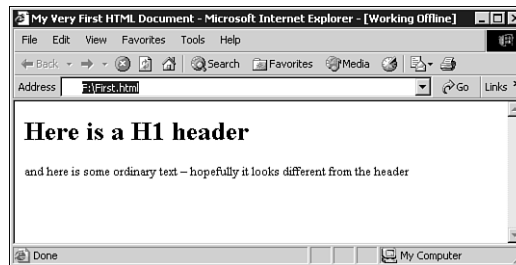 My Very First HTML Document - Microsoft Internet Explorer - [Working Offline]
File Edit View Favorites Tools Help
Back Search Favorites Media
Address F:\First.html Go Links »
Here is a H1 header
and here is some ordinary text – hopefully it looks different from the header
Done My Computer